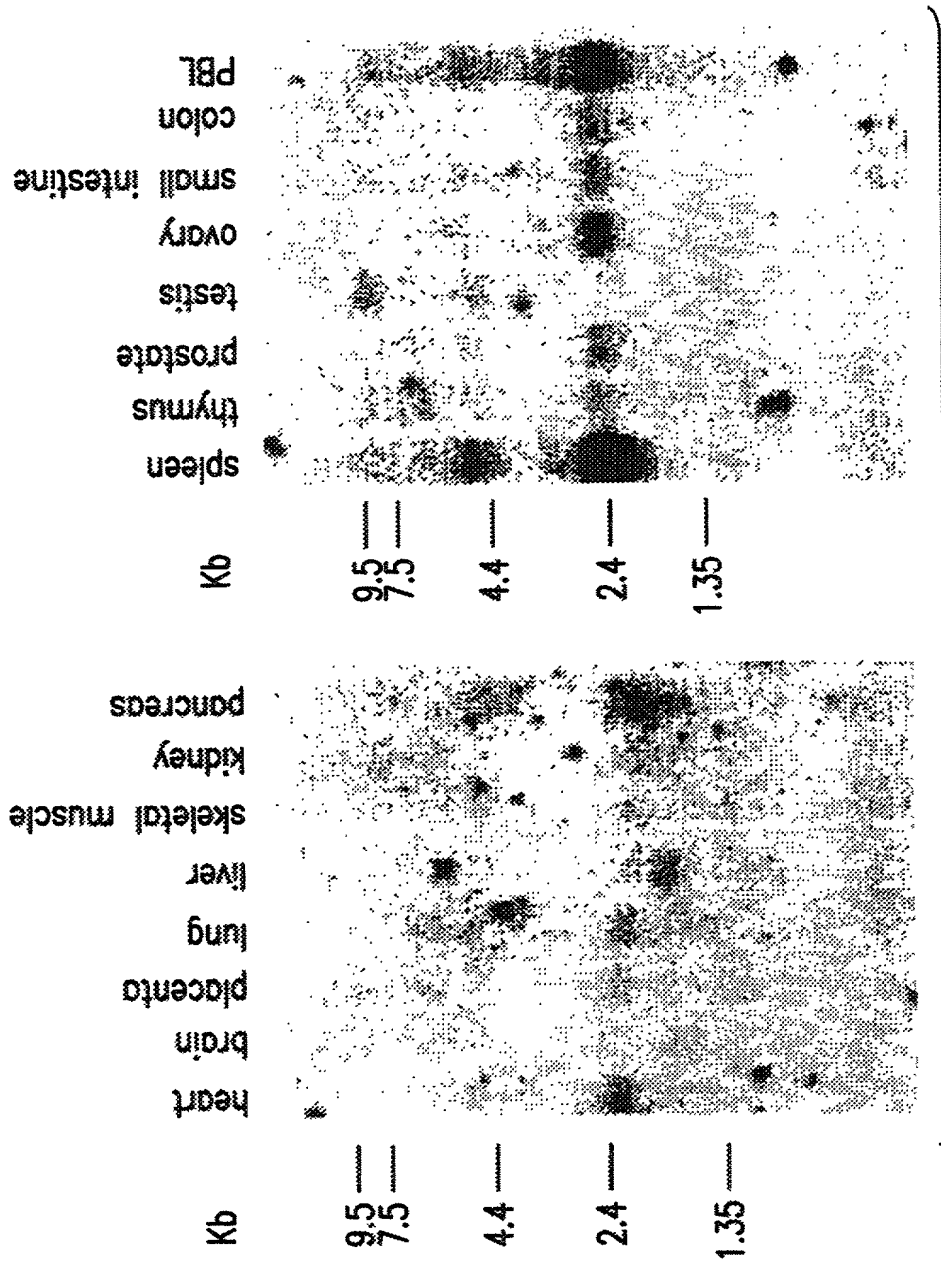 Kb
9.5
7.5
4.4
2.4
1.35
heart
brain
placenta
lung
liver
skeletal muscle
kidney
pancreas
Kb
9.5
7.5
4.4
2.4
1.35
spleen
thymus
prostate
testis
ovary
small intestine
colon
PBL